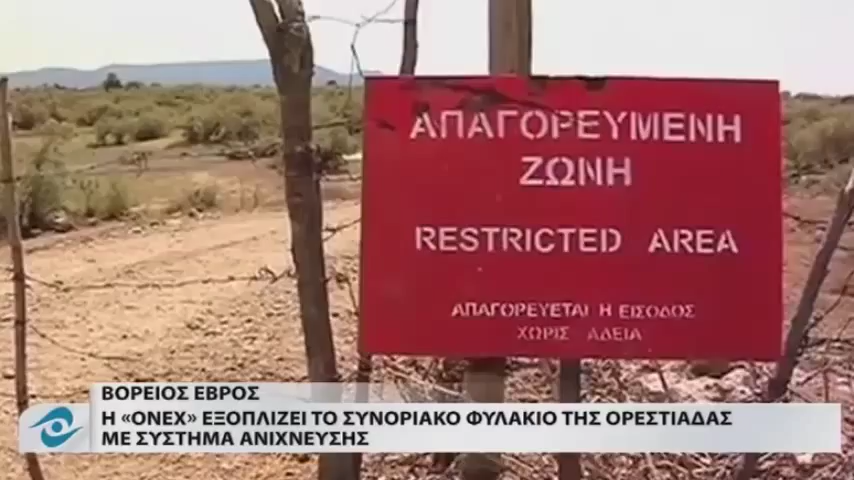 ΑΠΑΓΟΡΕΥΜΕΝΗ
ΖΩΝΗ
RESTRICTED AREA
ΑΠΑΓΟΡΕΥΕΤΑΙ Η ΕΙΣΟΔΟΣ
ΧΩΡΙΣ ΑΔΕΙΑ
ΒΟΡΕΙΟΣ ΕΒΡΟΣ
Η «ONEX» ΕΞΟΠΛΙΖΕΙ ΤΟ ΣΥΝΟΡΙΑΚΟ ΦΥΛΑΚΙΟ ΤΗΣ ΟΡΕΣΤΙΑΔΑΣ
ΜΕ ΣΥΣΤΗΜΑ ΑΝΙΧΝΕΥΣΗΣ